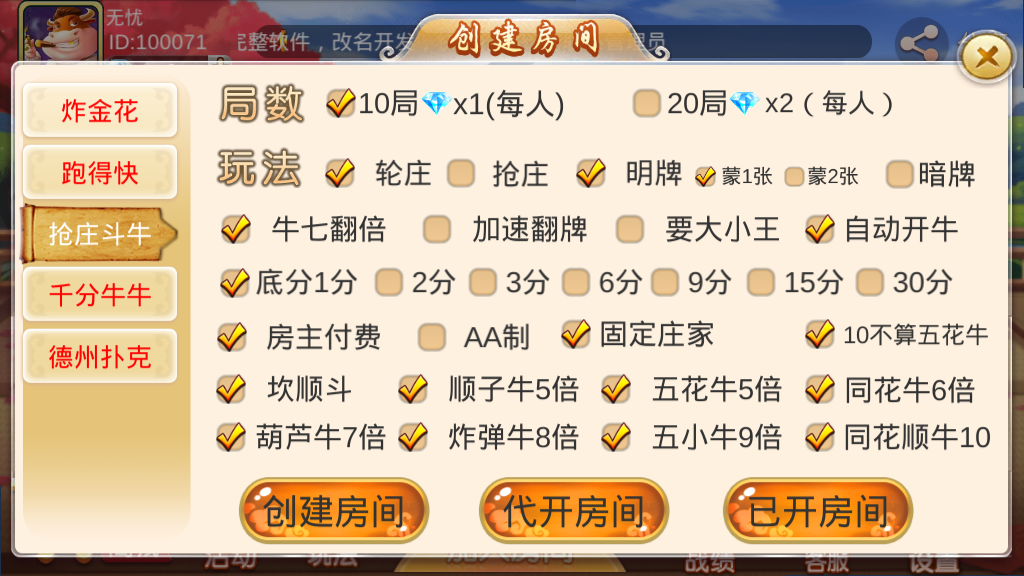 无忧
ID:100071
完整软件，改名开发
创建房间
炸金花
跑得快
抢庄斗牛
千分牛牛
德州扑克
局数 10局 x1(每人) 20局 x2（每人）
玩法 轮庄 抢庄 明牌 蒙1张 蒙2张 暗牌
牛七翻倍 加速翻牌 要大小王 自动开牛
底分1分 2分 3分 6分 9分 15分 30分
房主付费 AA制 固定庄家 10不算五花牛
坎顺斗 顺子牛5倍 五花牛5倍 同花牛6倍
葫芦牛7倍 炸弹牛8倍 五小牛9倍 同花顺牛10
创建房间 代开房间 已开房间
活动 玩法 战绩 客服 设置